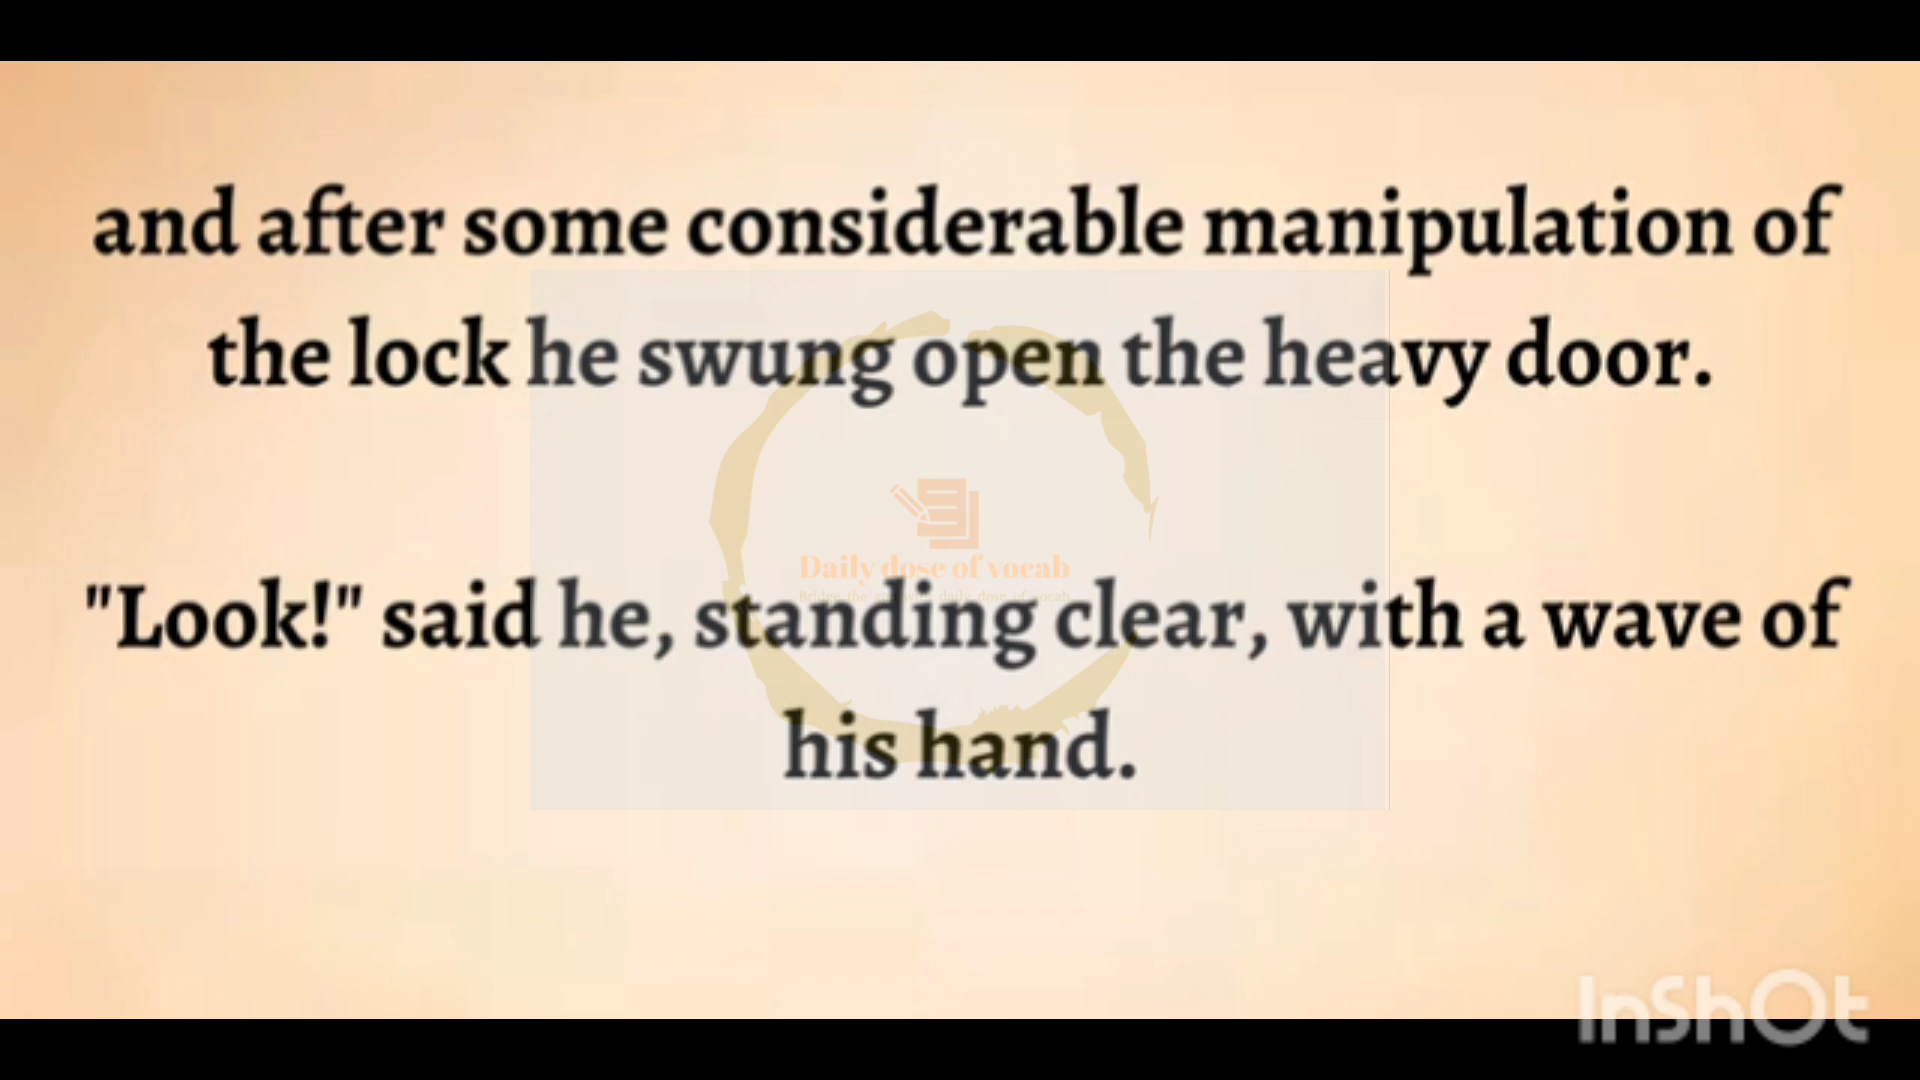 and after some considerable manipulation of
the lock he swung open the heavy door.
Daily dose of vocab
"Look!" said he, standing clear, with a wave of
his hand.
InShOt